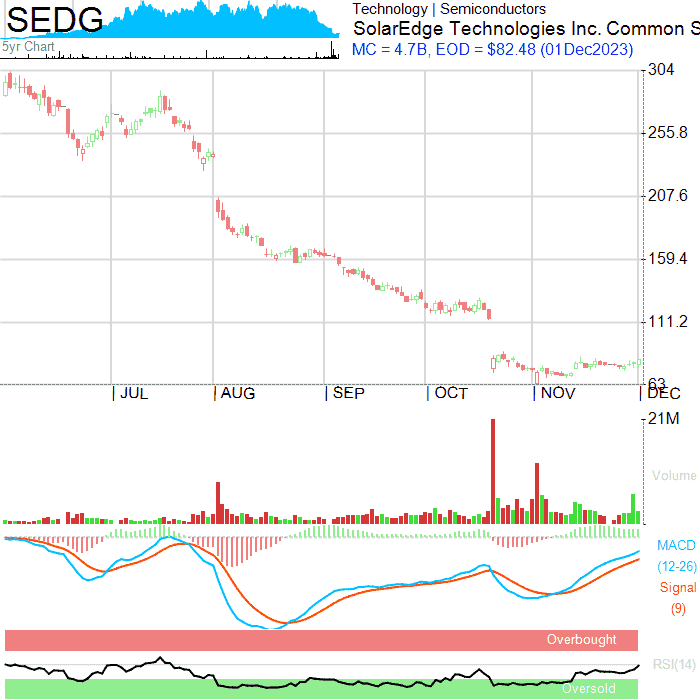 SEDG
5yr Chart
Technology | Semiconductors
SolarEdge Technologies Inc. Common S
MC = 4.7B, EOD = $82.48 (01Dec2023)
304
255.8
207.6
159.4
111.2
63
JUL
AUG
SEP
OCT
NOV
DEC
21M
Volume
MACD
(12-26)
Signal
(9)
Overbought
RSI(14)
Oversold